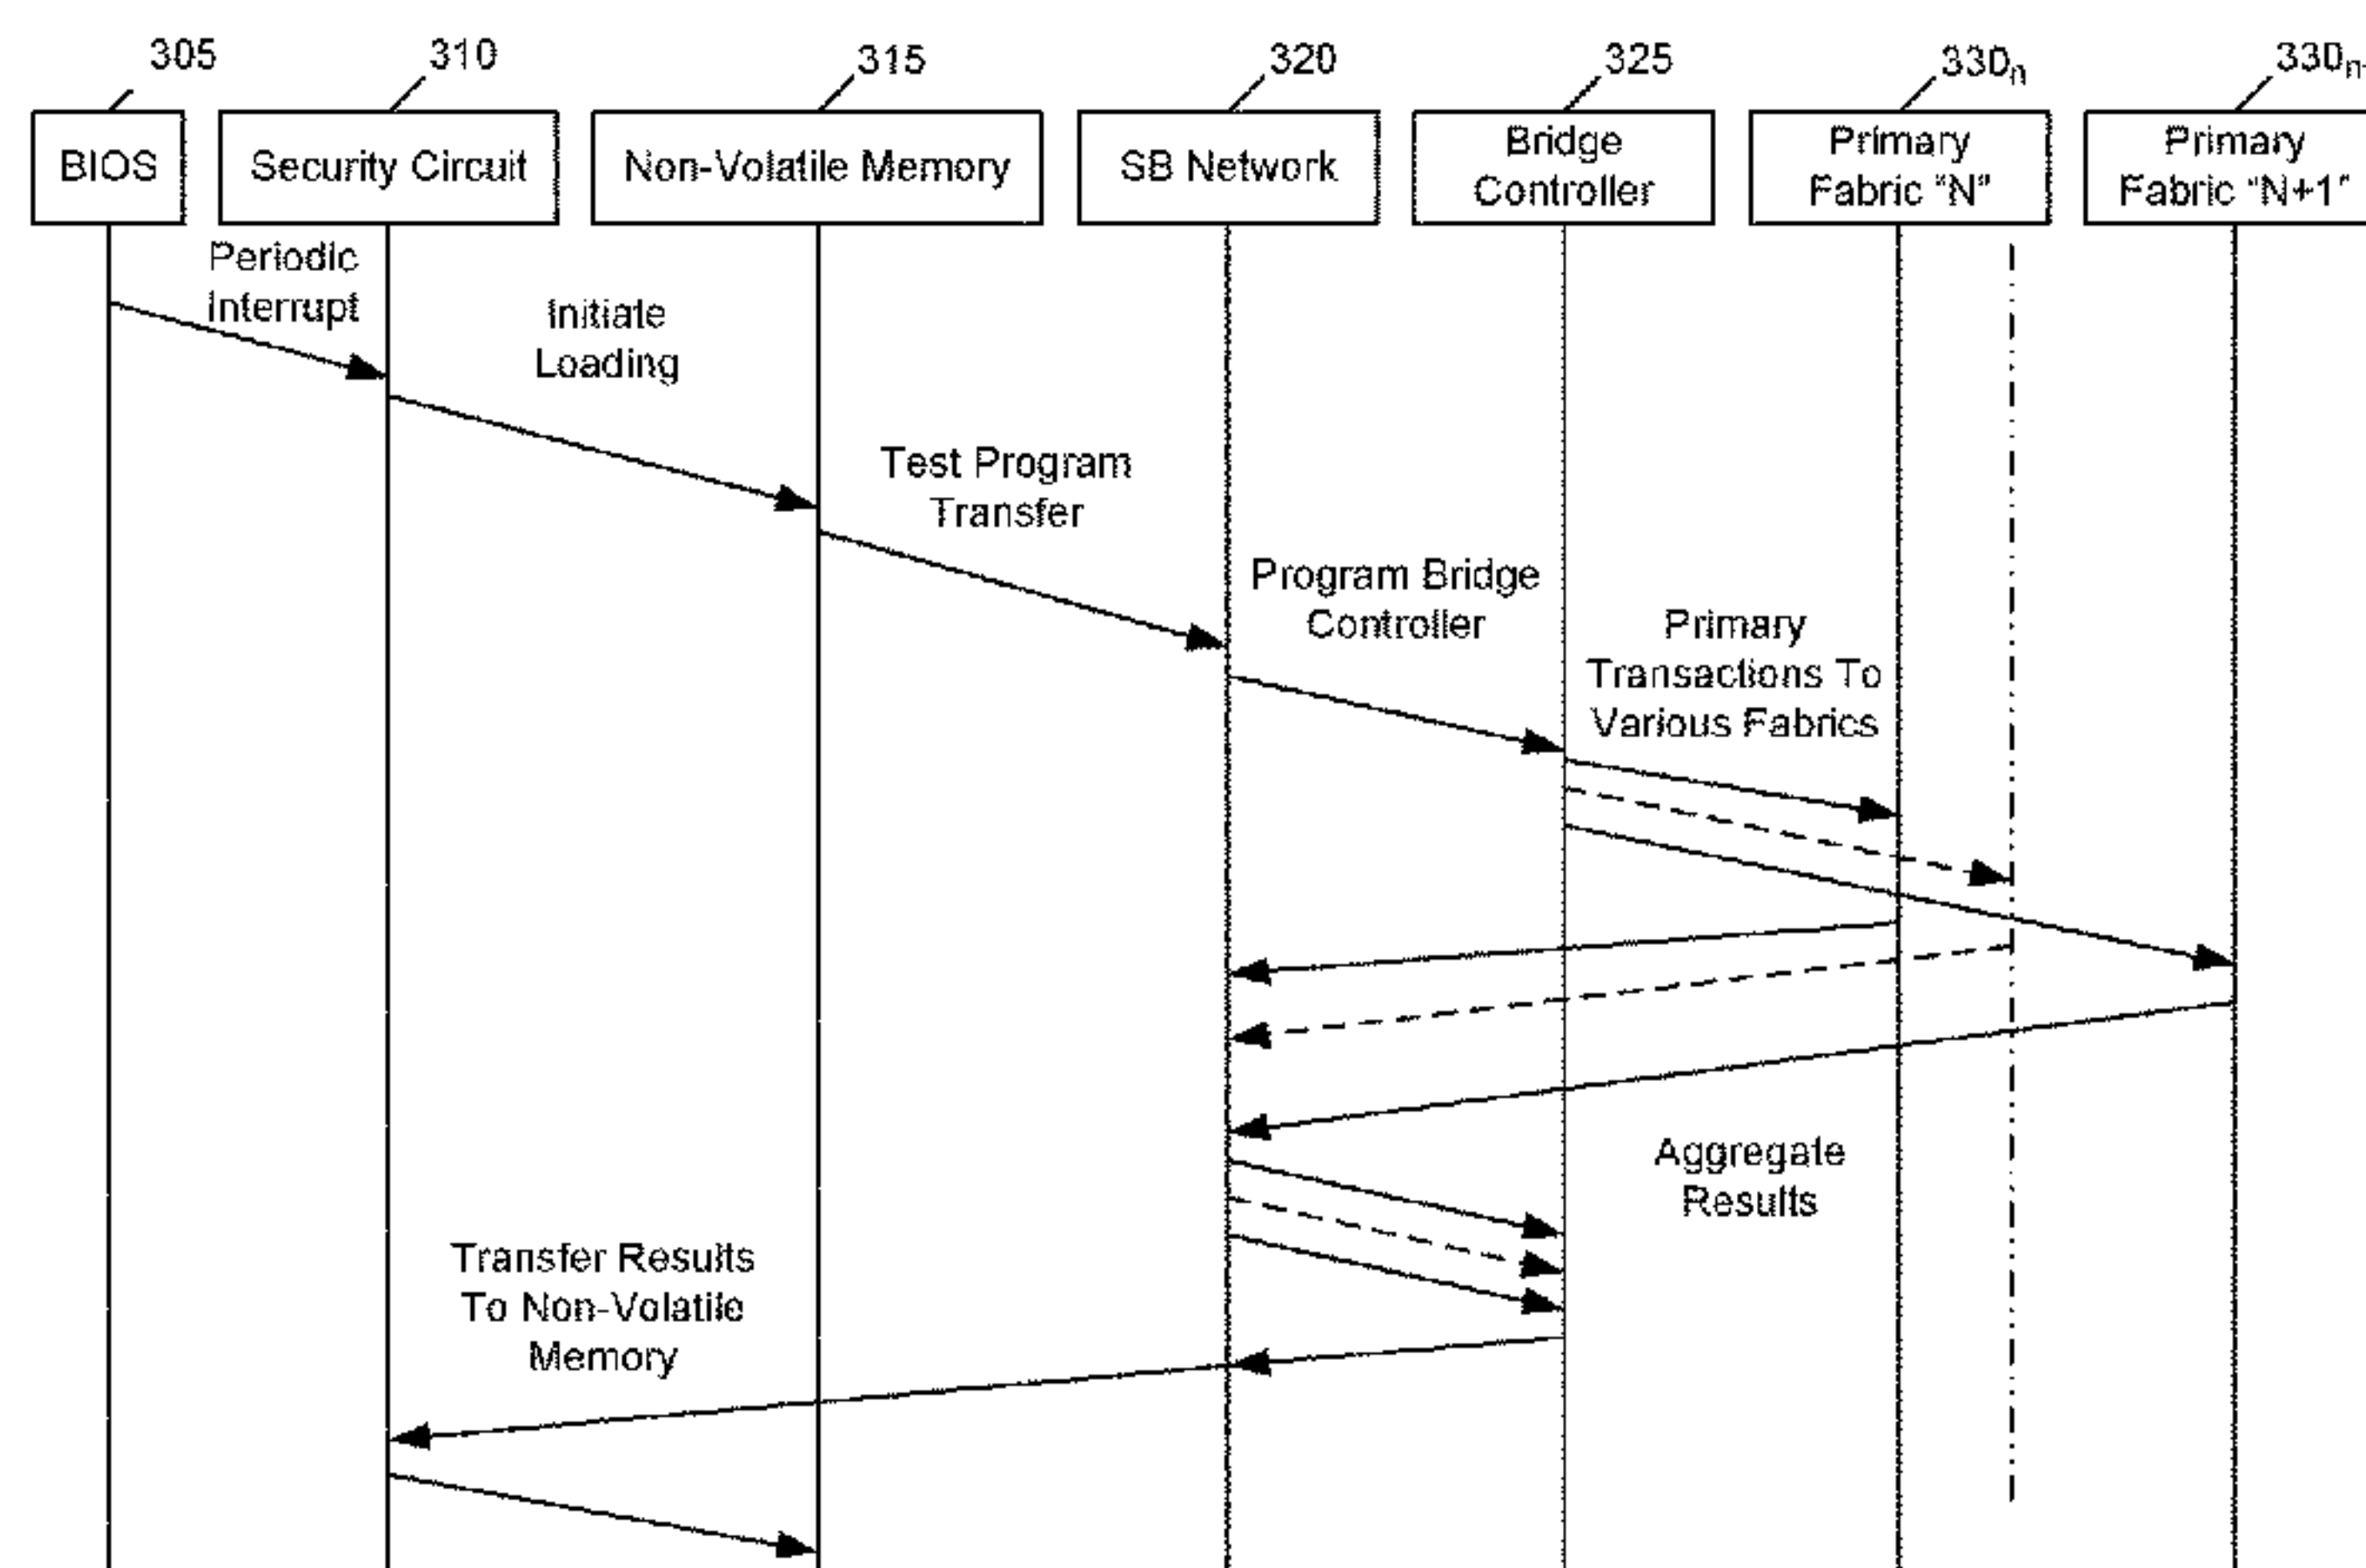 305
310
315
320
325
330n
330n
BIOS
Security Circuit
Non-Volatile Memory
SB Network
Bridge
Controller
Primary
Fabric "N"
Primary
Fabric "N+1"
Periodic
Interrupt
Initiate
Loading
Test Program
Transfer
Program Bridge
Controller
Primary
Transactions To
Various Fabrics
Aggregate
Results
Transfer Results
To Non-Volatile
Memory